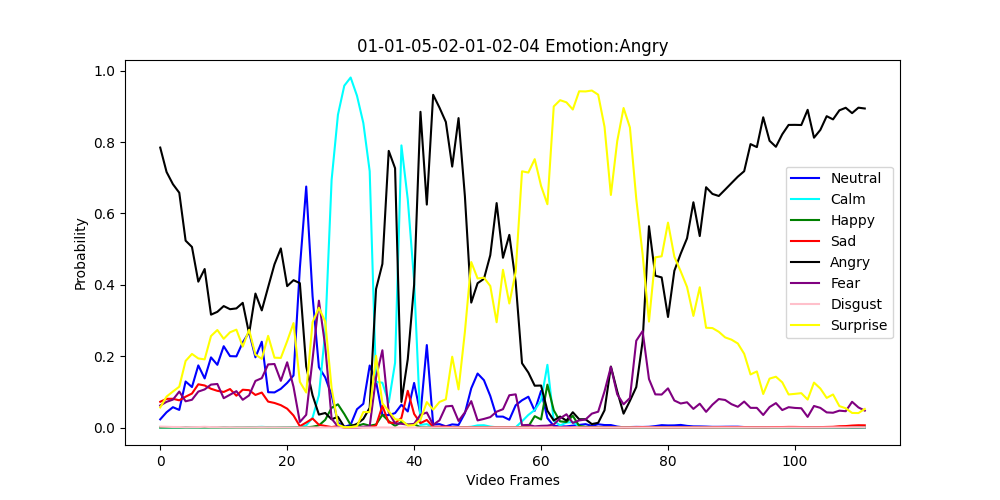 01-01-05-02-01-02-04 Emotion:Angry
1.0
0.8
0.6
0.4
0.2
0.0
Probability
0
20
40
60
80
100
Video Frames
Neutral
Calm
Happy
Sad
Angry
Fear
Disgust
Surprise